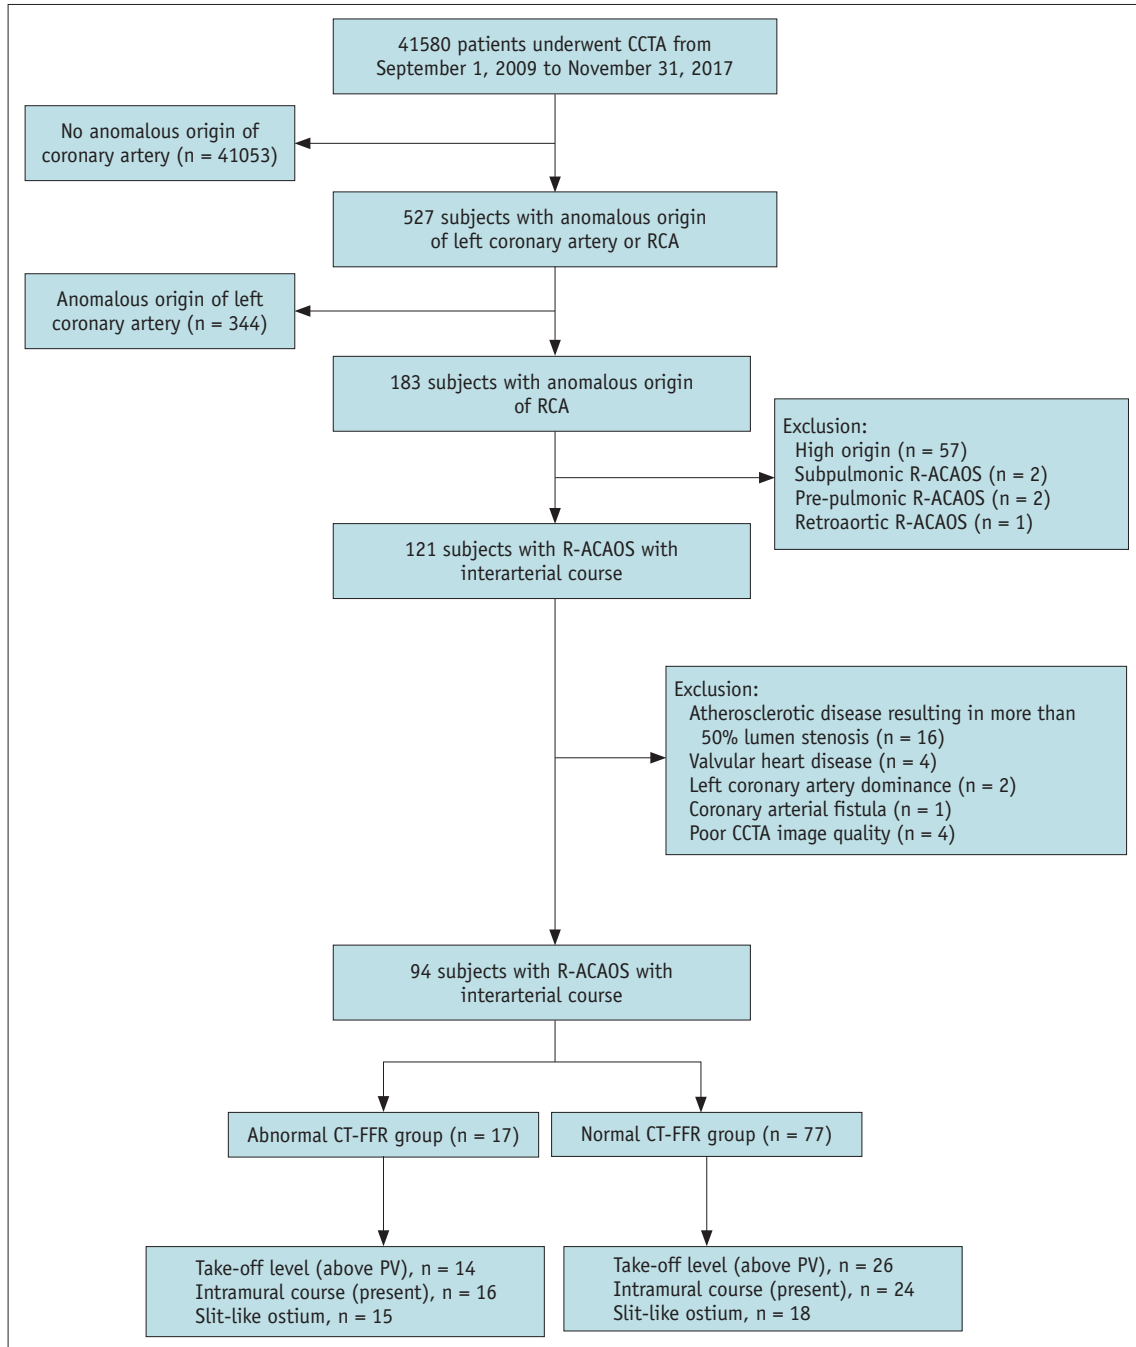 41580 patients underwent CCTA from
September 1, 2009 to November 31, 2017
No anomalous origin of
coronary artery (n = 41053)
527 subjects with anomalous origin
of left coronary artery or RCA
Anomalous origin of left
coronary artery (n = 344)
183 subjects with anomalous origin
of RCA
Exclusion:
High origin (n = 57)
Subpulmonic R-ACAOS (n = 2)
Pre-pulmonic R-ACAOS (n = 2)
Retroaortic R-ACAOS (n = 1)
121 subjects with R-ACAOS with
interarterial course
Exclusion:
Atherosclerotic disease resulting in more than
50% lumen stenosis (n = 16)
Valvular heart disease (n = 4)
Left coronary artery dominance (n = 2)
Coronary arterial fistula (n = 1)
Poor CCTA image quality (n = 4)
94 subjects with R-ACAOS with
interarterial course
Abnormal CT-FFR group (n = 17)
Normal CT-FFR group (n = 77)
Take-off level (above PV), n = 14
Intramural course (present), n = 16
Slit-like ostium, n = 15
Take-off level (above PV), n = 26
Intramural course (present), n = 24
Slit-like ostium, n = 18